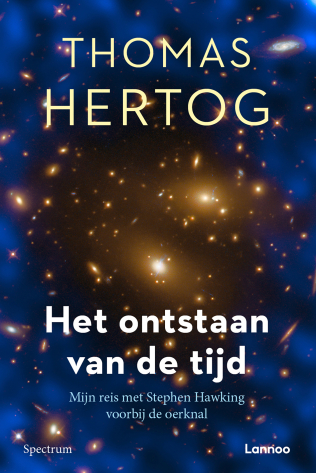 THOMAS
HERTOG
Het ontstaan
van de tijd
Mijn reis met Stephen Hawking
voorbij de oerknal
Spectrum
Lannoo